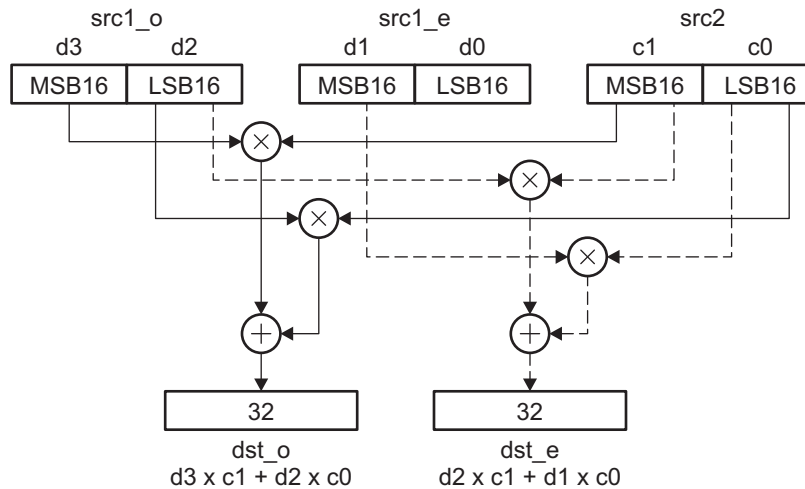 src1_o src1_e src2
d3 d2 d1 d0 c1 c0
MSB16 LSB16 MSB16 LSB16 MSB16 LSB16
×
×
×
×
+ +
32 32
dst_o dst_e
d3 x c1 + d2 x c0 d2 x c1 + d1 x c0